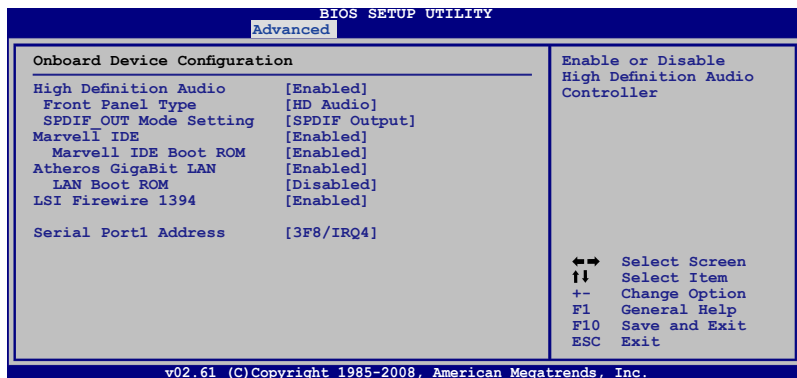 BIOS SETUP UTILITY
Advanced
Onboard Device Configuration
High Definition Audio [Enabled]
Front Panel Type [HD Audio]
SPDIF_OUT Mode Setting [SPDIF Output]
Marvell IDE [Enabled]
Marvell IDE Boot ROM [Enabled]
Atheros GigaBit LAN [Enabled]
LAN Boot ROM [Disabled]
LSI Firewire 1394 [Enabled]
Serial Port1 Address [3F8/IRQ4]
Enable or Disable
High Definition Audio
Controller
←→ Select Screen
↑↓ Select Item
+- Change Option
F1 General Help
F10 Save and Exit
ESC Exit
v02.61 (C)Copyright 1985-2008, American Megatrends, Inc.